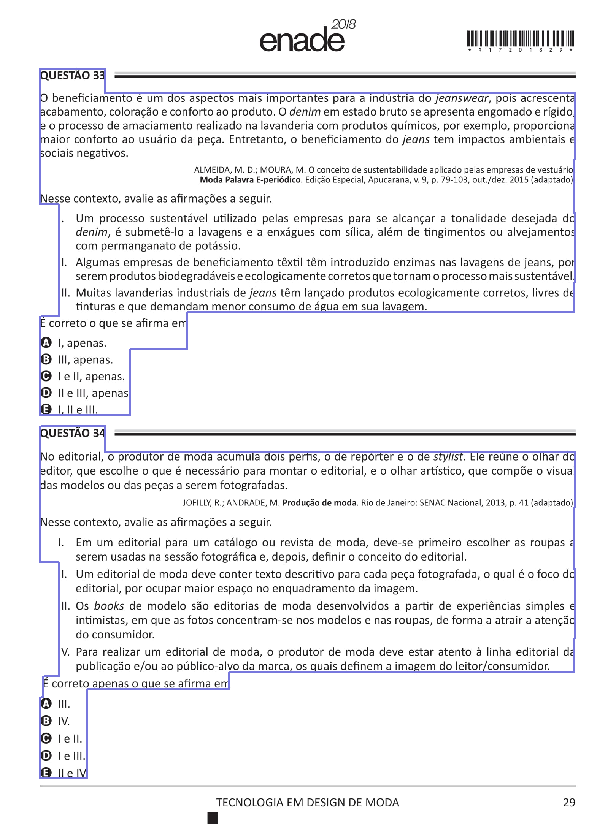 enade2018
*R17201829*
QUESTÃO 33
O beneficiamento é um dos aspectos mais importantes para a indústria do jeanswear, pois acrescenta
acabamento, coloração e conforto ao produto. O denim em estado bruto se apresenta engomado e rígido,
e o processo de amaciamento realizado na lavanderia com produtos químicos, por exemplo, proporciona
maior conforto ao usuário da peça. Entretanto, o beneficiamento do jeans tem impactos ambientais e
sociais negativos.
ALMEIDA, M. D.; MOURA, M. O conceito de sustentabilidade aplicado pelas empresas de vestuário.
Moda Palavra E-periódico. Edição Especial, Apucarana, v. 9, p. 79-103, out./dez. 2015 (adaptado).
Nesse contexto, avalie as afirmações a seguir.
I. Um processo sustentável utilizado pelas empresas para se alcançar a tonalidade desejada do
denim, é submetê-lo a lavagens e a enxágues com sílica, além de tingimentos ou alvejamentos
com permanganato de potássio.
I. Algumas empresas de beneficiamento têxtil têm introduzido enzimas nas lavagens de jeans, por
serem produtos biodegradáveis e ecologicamente corretos que tornam o processo mais sustentável.
II. Muitas lavanderias industriais de jeans têm lançado produtos ecologicamente corretos, livres de
tinturas e que demandam menor consumo de água em sua lavagem.
É correto o que se afirma em
A I, apenas.
B III, apenas.
C I e II, apenas.
D II e III, apenas
E I, II e III.
QUESTÃO 34
No editorial, o produtor de moda acumula dois perfis, o de repórter e o de stylist. Ele reúne o olhar do
editor, que escolhe o que é necessário para montar o editorial, e o olhar artístico, que compõe o visual
das modelos ou das peças a serem fotografadas.
JOFILLY, R.; ANDRADE, M. Produção de moda. Rio de Janeiro: SENAC Nacional, 2013, p. 41 (adaptado).
Nesse contexto, avalie as afirmações a seguir.
I. Em um editorial para um catálogo ou revista de moda, deve-se primeiro escolher as roupas a
serem usadas na sessão fotográfica e, depois, definir o conceito do editorial.
I. Um editorial de moda deve conter texto descritivo para cada peça fotografada, o qual é o foco do
editorial, por ocupar maior espaço no enquadramento da imagem.
II. Os books de modelo são editorias de moda desenvolvidos a partir de experiências simples e
intimistas, em que as fotos concentram-se nos modelos e nas roupas, de forma a atrair a atenção
do consumidor.
V. Para realizar um editorial de moda, o produtor de moda deve estar atento à linha editorial da
publicação e/ou ao público-alvo da marca, os quais definem a imagem do leitor/consumidor.
É correto apenas o que se afirma em
A III.
B IV.
C I e II.
D I e III.
E II e IV
TECNOLOGIA EM DESIGN DE MODA 29